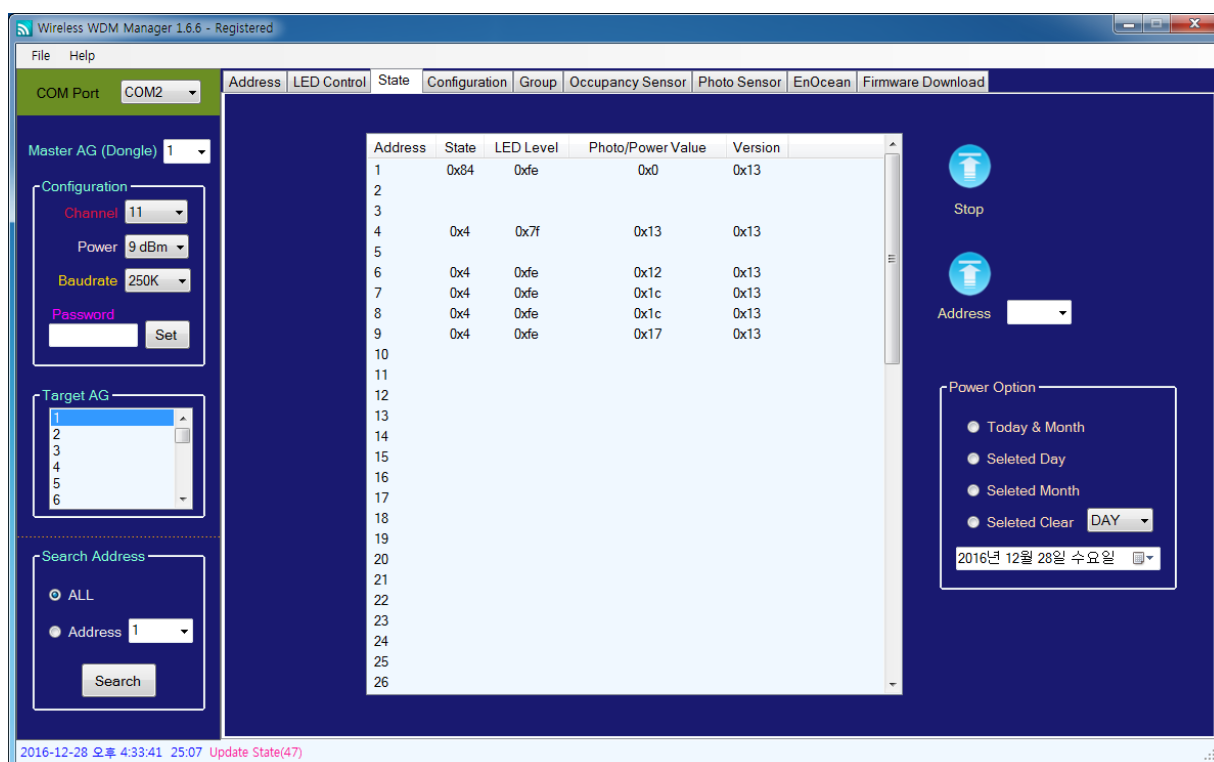 Wireless WDM Manager 1.6.6 - Registered
File Help
COM Port COM2
Master AG (Dongle) 1
Configuration
Channel 11
Power 9 dBm
Baudrate 250K
Password
Set
Target AG
1
2
3
4
5
6
Search Address
ALL
Address 1
Search
Address LED Control State Configuration Group Occupancy Sensor Photo Sensor EnOcean Firmware Download
Address State LED Level Photo/Power Value Version
1 0x84 0xfe 0x0 0x13
2
3
4 0x4 0x7f 0x13 0x13
5
6 0x4 0xfe 0x12 0x13
7 0x4 0xfe 0x1c 0x13
8 0x4 0xfe 0x1c 0x13
9 0x4 0xfe 0x17 0x13
10
11
12
13
14
15
16
17
18
19
20
21
22
23
24
25
26
Stop
Address
Power Option
Today & Month
Seleted Day
Seleted Month
Seleted Clear DAY
2016년 12월 28일 수요일
2016-12-28 오후 4:33:41 25:07 Update State(47)